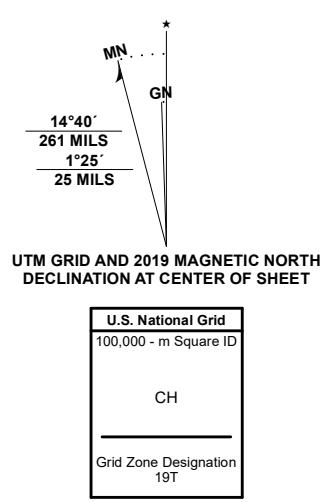 ★
MN
GN
14°40´
261 MILS
1°25´
25 MILS
UTM GRID AND 2019 MAGNETIC NORTH
DECLINATION AT CENTER OF SHEET
U.S. National Grid
100,000 - m Square ID
CH
Grid Zone Designation
19T